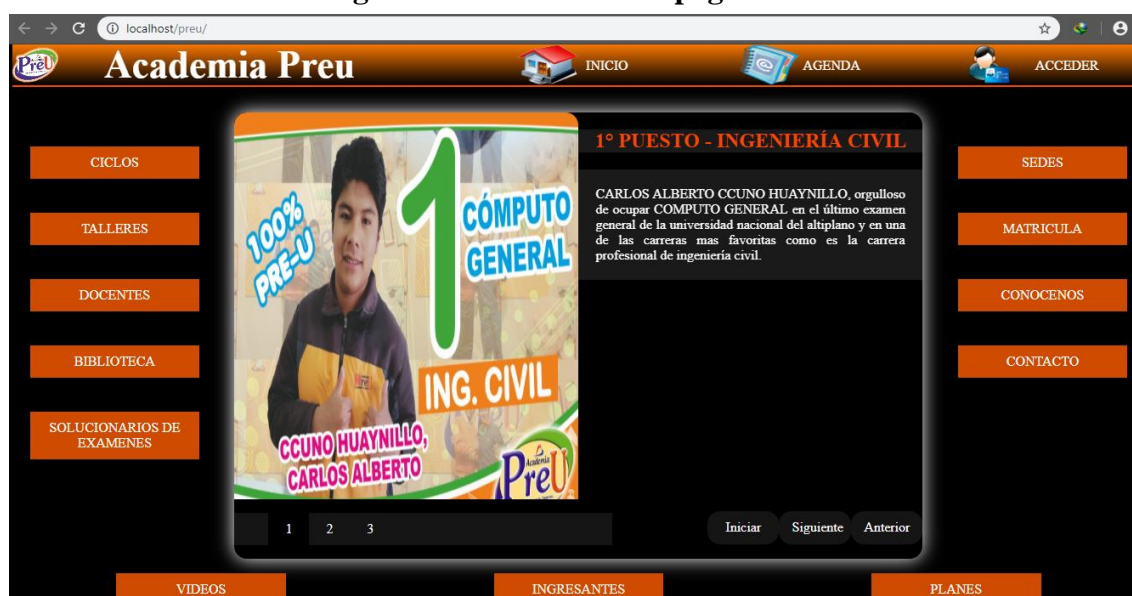 localhost/preu/
PreU
Academia Preu
INICIO
AGENDA
ACCEDER
CICLOS
TALLERES
DOCENTES
BIBLIOTECA
SOLUCIONARIOS DE
EXAMENES
100%
PRE-U
1
CÓMPUTO
GENERAL
ING. CIVIL
CCUNO HUAYNILLO,
CARLOS ALBERTO
Academia
PreU
1° PUESTO - INGENIERÍA CIVIL
CARLOS ALBERTO CCUNO HUAYNILLO, orgulloso
de ocupar COMPUTO GENERAL en el último examen
general de la universidad nacional del altiplano y en una
de las carreras mas favoritas como es la carrera
profesional de ingeniería civil.
1 2 3
Iniciar Siguiente Anterior
SEDES
MATRICULA
CONOCENOS
CONTACTO
VIDEOS
INGRESANTES
PLANES